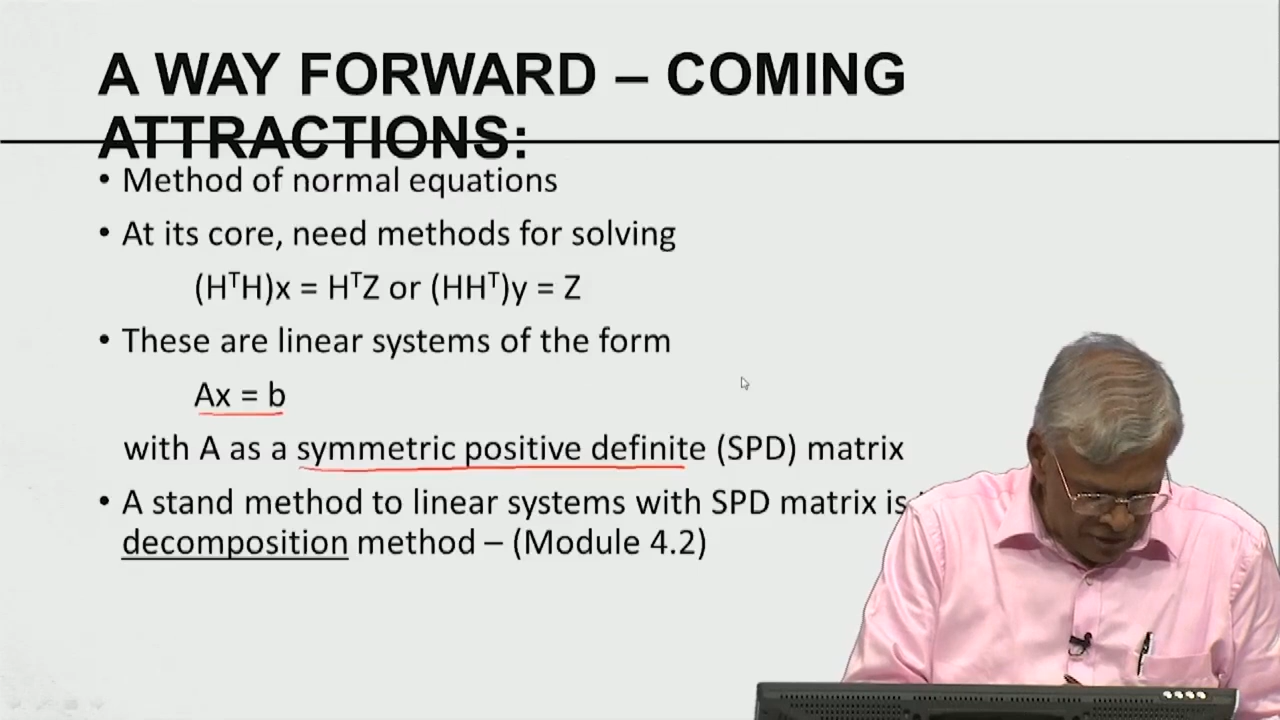 A WAY FORWARD – COMING
ATTRACTIONS:
• Method of normal equations
• At its core, need methods for solving
(HᵀH)x = HᵀZ or (HHᵀ)y = Z
• These are linear systems of the form
Ax = b
with A as a symmetric positive definite (SPD) matrix
• A stand method to linear systems with SPD matrix is
decomposition method – (Module 4.2)